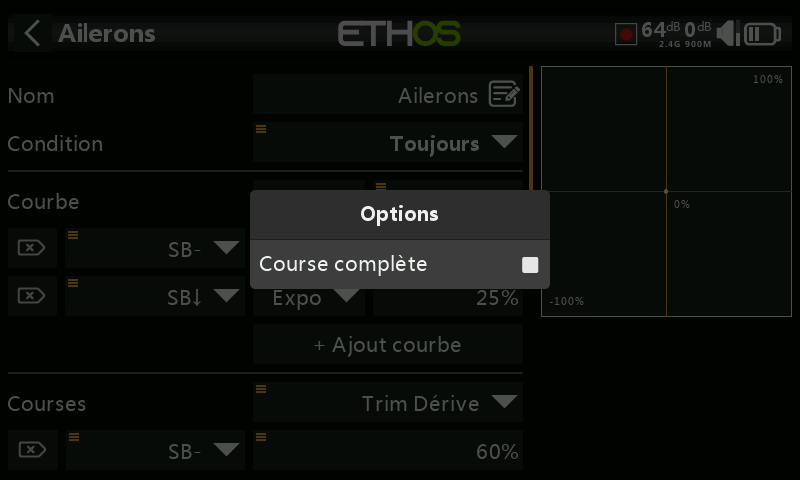 Ailerons
ETHOS
64dB 0dB
2.4G 900M
Nom
Ailerons
Condition
Toujours
Courbe
SB-
SB↓
Expo
25%
+ Ajout courbe
Courses
Trim Dérive
SB-
60%
Options
Course complète
100%
0%
-100%